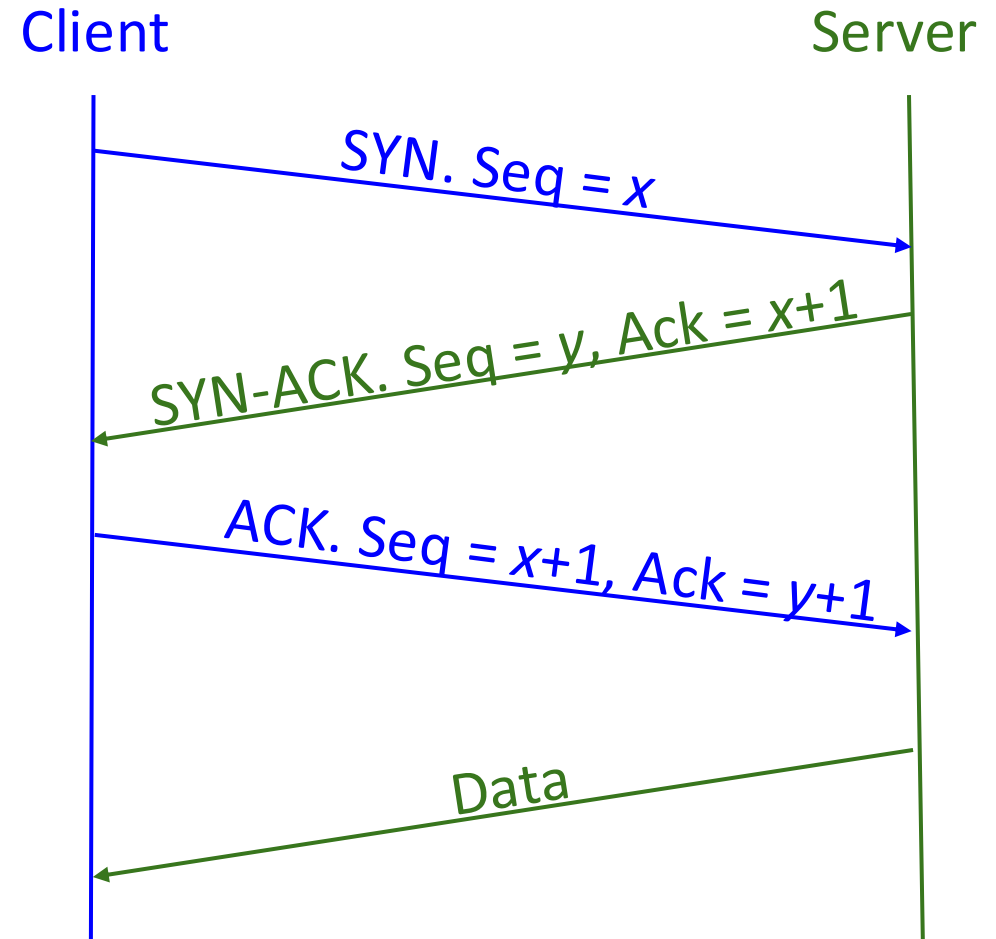 Client
Server
SYN. Seq = x
SYN-ACK. Seq = y, Ack = x+1
ACK. Seq = x+1, Ack = y+1
Data